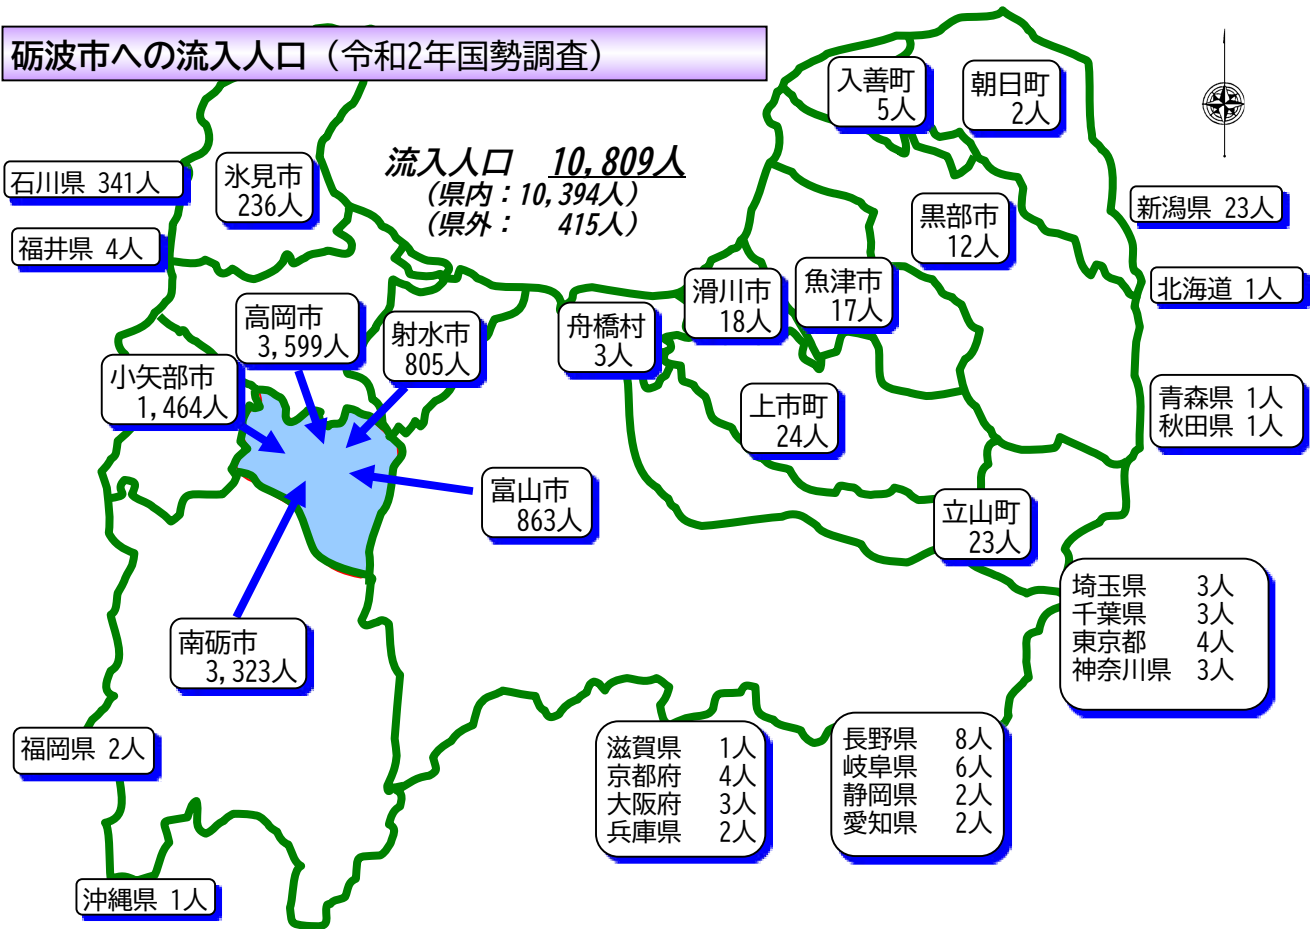 砺波市への流入人口（令和2年国勢調査）
流入人口　10,809人
（県内：10,394人）
（県外：　　415人）
入善町
5人
朝日町
2人
石川県 341人
氷見市
236人
福井県 4人
黒部市
12人
新潟県 23人
北海道 1人
高岡市
3,599人
射水市
805人
舟橋村
3人
滑川市
18人
魚津市
17人
小矢部市
1,464人
上市町
24人
青森県 1人
秋田県 1人
富山市
863人
立山町
23人
南砺市
3,323人
埼玉県　3人
千葉県　3人
東京都　4人
神奈川県　3人
福岡県 2人
滋賀県　1人
京都府　4人
大阪府　3人
兵庫県　2人
長野県　8人
岐阜県　6人
静岡県　2人
愛知県　2人
沖縄県 1人